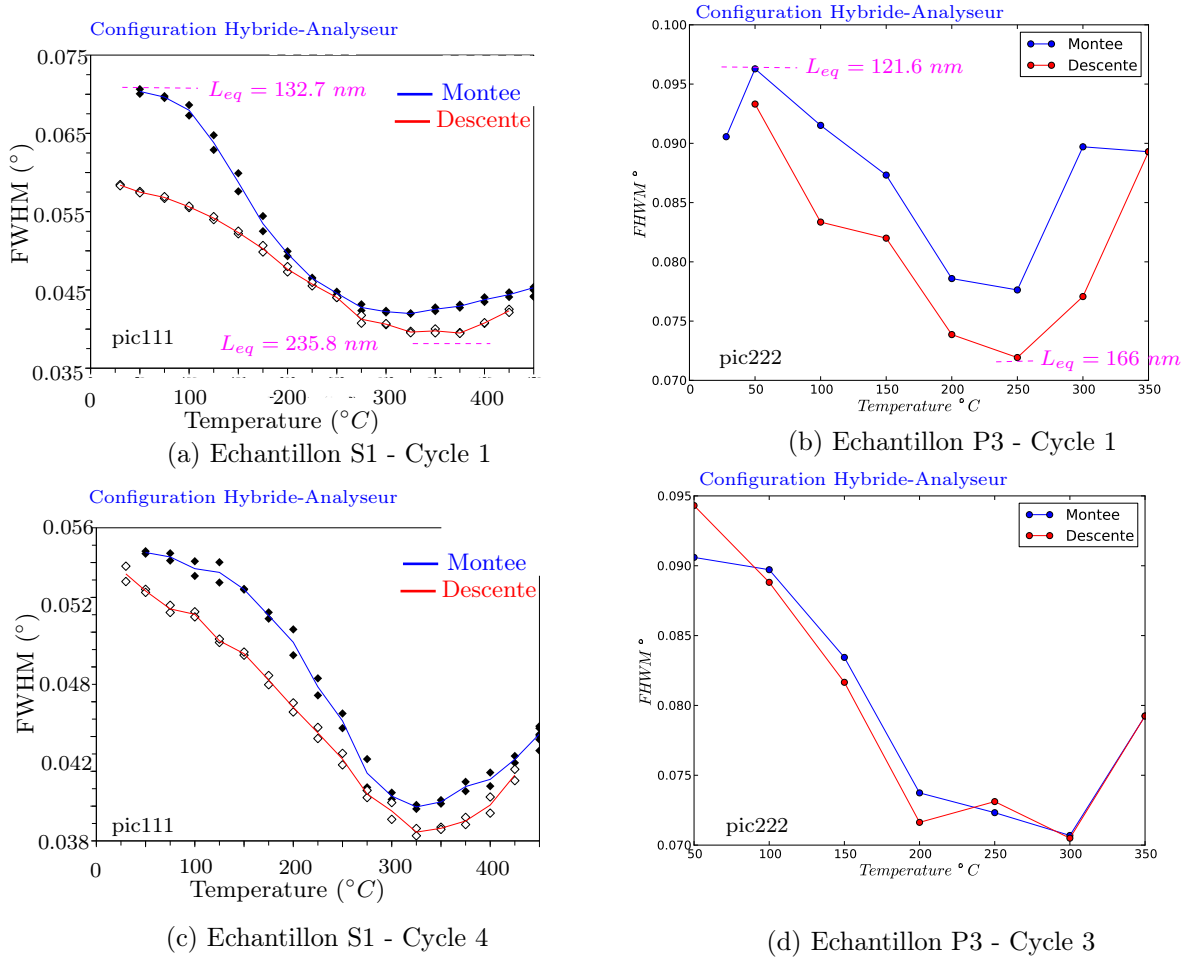 Configuration Hybride-Analyseur
0.075
0.065
0.055
0.045
0.035
FWHM (°)
L_eq = 132.7 nm
Montee
Descente
L_eq = 235.8 nm
pic111
0
100
200
300
400
Temperature (°C)
(a) Echantillon S1 - Cycle 1
Configuration Hybride-Analyseur
0.100
0.095
0.090
0.085
0.080
0.075
0.070
FHWM °
Montee
Descente
L_eq = 121.6 nm
L_eq = 166 nm
pic222
0
50
100
150
200
250
300
350
Temperature ° C
(b) Echantillon P3 - Cycle 1
Configuration Hybride-Analyseur
0.056
0.052
0.048
0.042
0.038
FWHM (°)
Montee
Descente
pic111
0
100
200
300
400
Temperature (°C)
(c) Echantillon S1 - Cycle 4
Configuration Hybride-Analyseur
0.095
0.090
0.085
0.080
0.075
0.070
FHWM °
Montee
Descente
pic222
50
100
150
200
250
300
350
Temperature ° C
(d) Echantillon P3 - Cycle 3